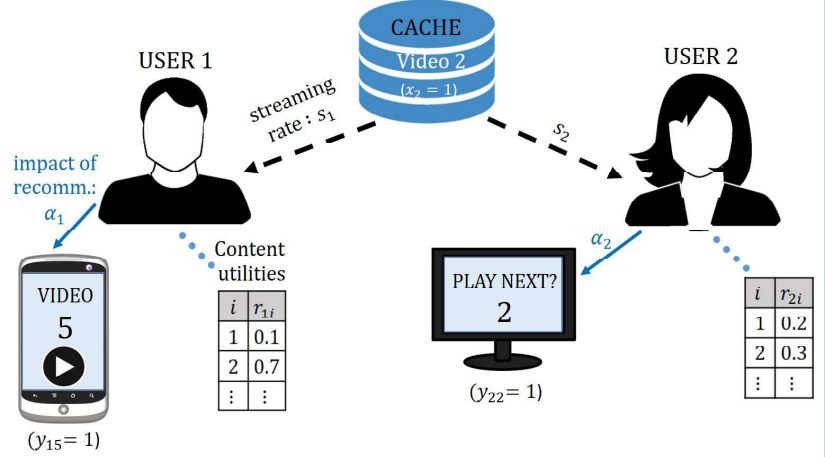 CACHE
Video 2
(x₂ = 1)
USER 1
USER 2
streaming
rate : s₁
s₂
impact of
recomm.:
α₁
α₂
Content
utilities
i r₁ᵢ
1 0.1
2 0.7
⋮ ⋮
VIDEO
5
(y₁₅= 1)
PLAY NEXT?
2
(y₂₂= 1)
i r₂ᵢ
1 0.2
2 0.3
⋮ ⋮